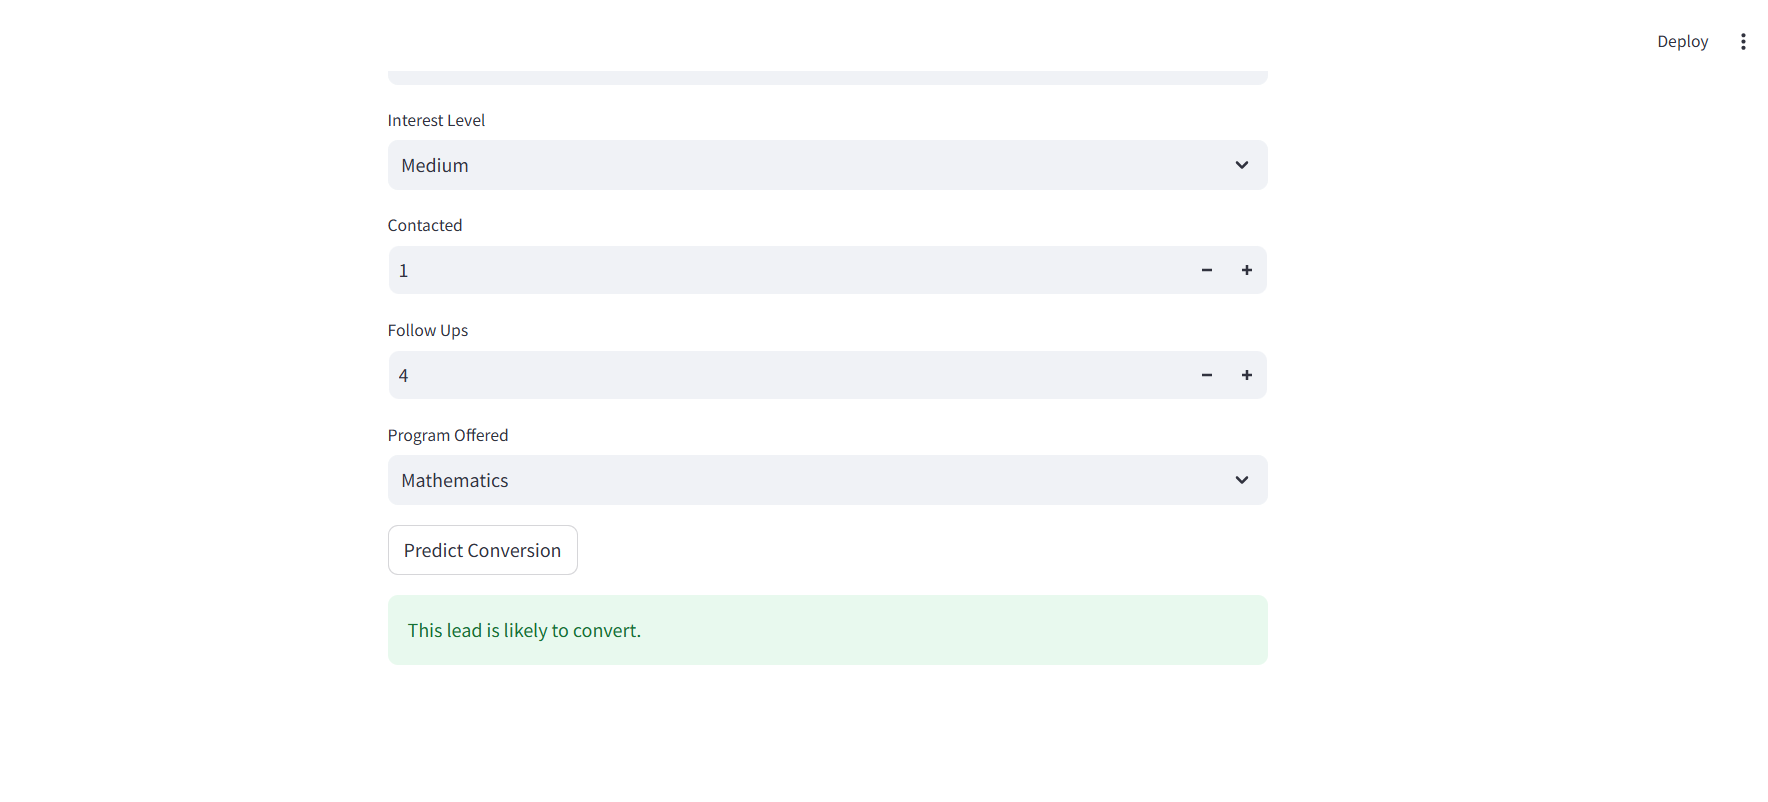 Deploy
Interest Level
Medium
Contacted
1
Follow Ups
4
Program Offered
Mathematics
Predict Conversion
This lead is likely to convert.